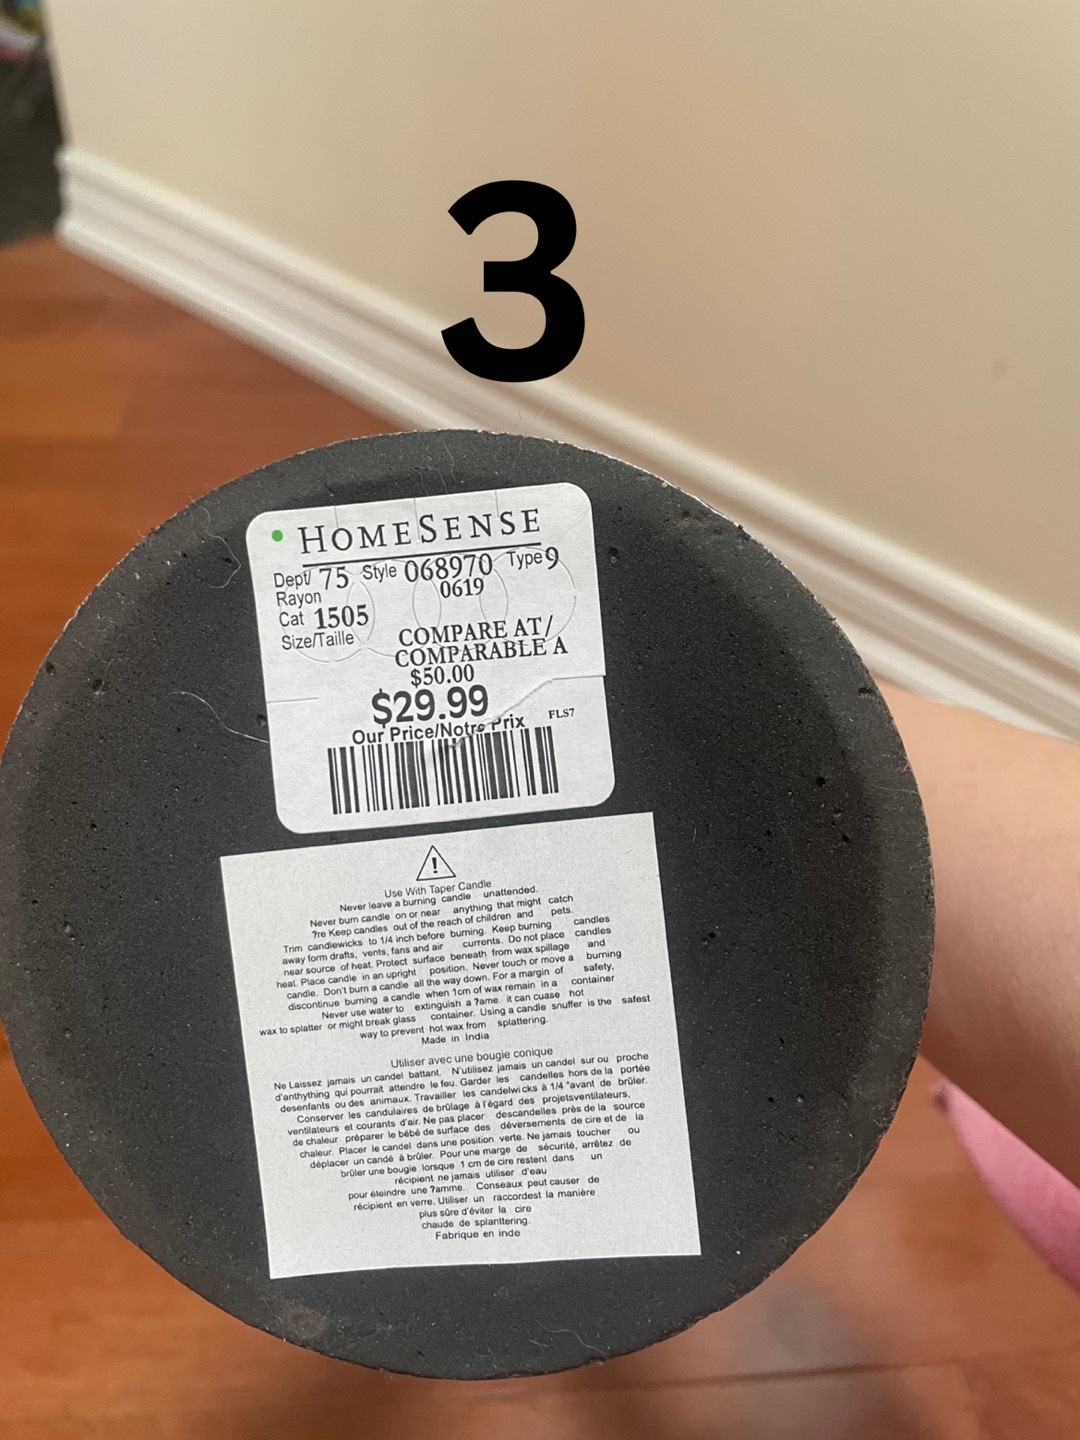 3
HOMESENSE
Dept/ 75 Style 068970 Type 9
Rayon 0619
Cat 1505
Size/Taille
COMPARE AT/
COMPARABLE A
$50.00
$29.99
Our Price/Notre Prix FLS7
!
Use With Taper Candle
Never leave a burning candle unattended.
Never burn candle on or near anything that might catch
?re Keep candles out of the reach of children and pets.
Trim candlewicks to 1/4 inch before burning. Keep burning candles
away form drafts, vents, fans and air currents. Do not place candles
near source of heat. Protect surface beneath from wax spillage and
heat. Place candle in an upright position. Never touch or move a burning
candle. Don't burn a candle all the way down. For a margin of safety,
discontinue burning a candle when 1cm of wax remain in a container
Never use water to extinguish a ?ame. it can cuase hot
wax to splatter or might break glass container. Using a candle snuffer is the safest
way to prevent hot wax from splattering.
Made in India
Utiliser avec une bougie conique
Ne Laissez jamais un candel battant. N'utilisez jamais un candel sur ou proche
d'anthything qui pourrait attendre le feu. Garder les candelles hors de la portée
desenfants ou des animaux. Travailler les candelwicks à 1/4 "avant de brûler.
Conserver les candulaires de brûlage à l'égard des projetsventilateurs,
ventilateurs et courants d'air. Ne pas placer descandelles près de la source
de chaleur préparer le bébé de surface des déversements de cire et de la
chaleur. Placer le candel dans une position verte. Ne jamais toucher ou
déplacer un candé à brûler. Pour une marge de sécurité, arrêtez de
brûler une bougie lorsque 1 cm de cire restent dans un
récipient ne jamais utiliser d'eau
pour éleindre une ?amme. Conseaux peut causer de
récipient en verre. Utiliser un raccordest la manière
plus sûre d'éviter la cire
chaude de splanttering.
Fabrique en inde